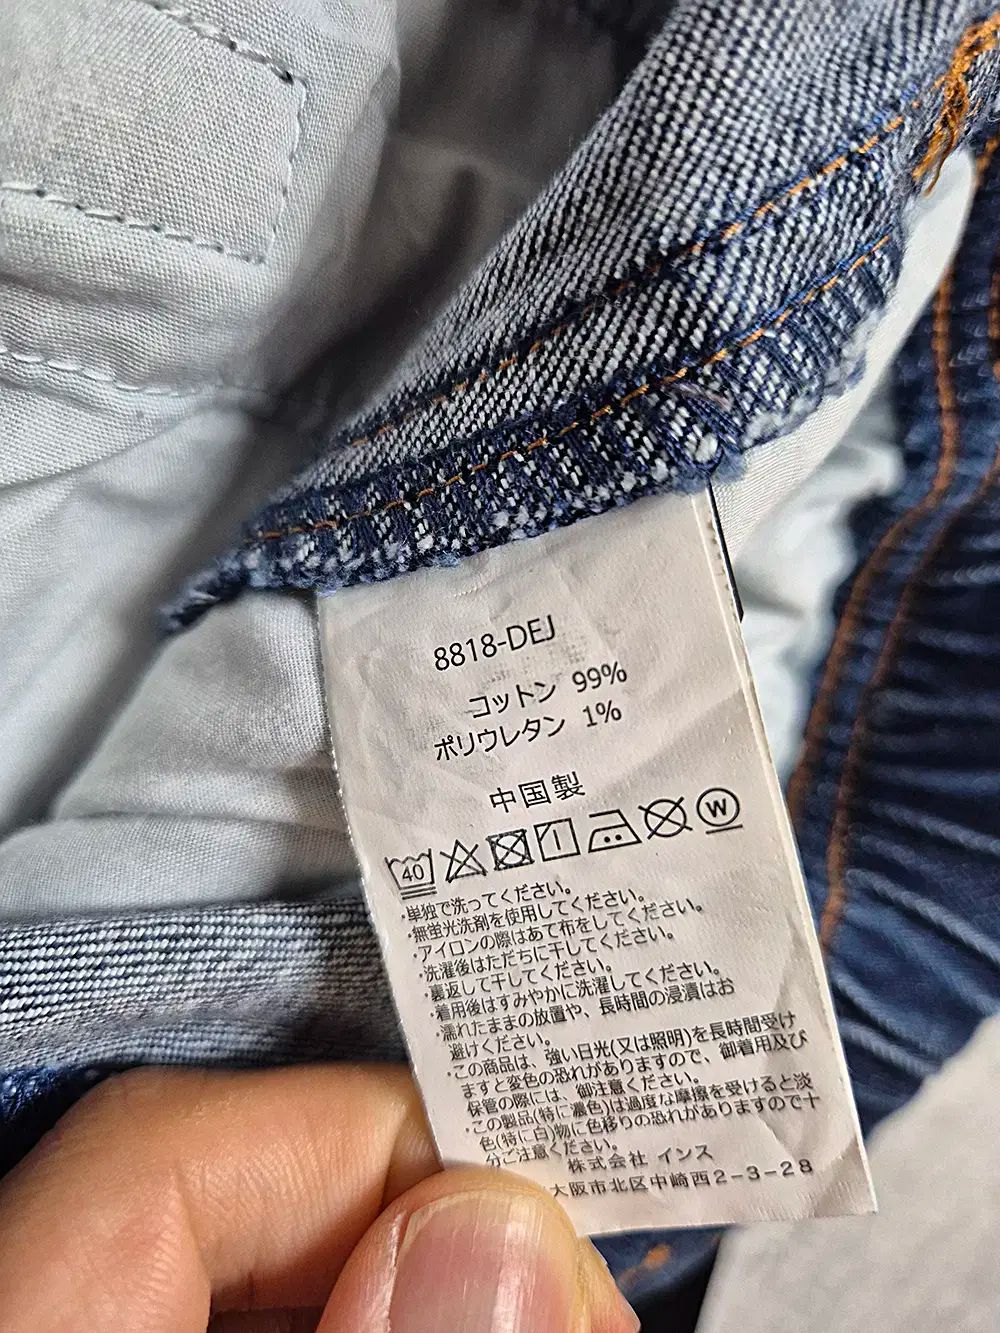 8818-DEJ
コットン 99%
ポリウレタン 1%
中国製
40 W
・単独で洗ってください。
・無蛍光洗剤を使用してください。
・アイロンの際はあて布をしてください。
・洗濯後はただちに干してください。
・裏返して干してください。
・着用後はすみやかに洗濯してください。
・濡れたままの放置や、長時間の浸漬はお
避けください。
・この商品は、強い日光(又は照明)を長時間受け
ますと変色の恐れがありますので、御着用及び
保管の際には、御注意ください。
・この製品(特に濃色)は過度な摩擦を受けると淡
色(特に白)物に色移りの恐れがありますので十
分ご注意ください。
株式会社 インス
大阪市北区中崎西2-3-28